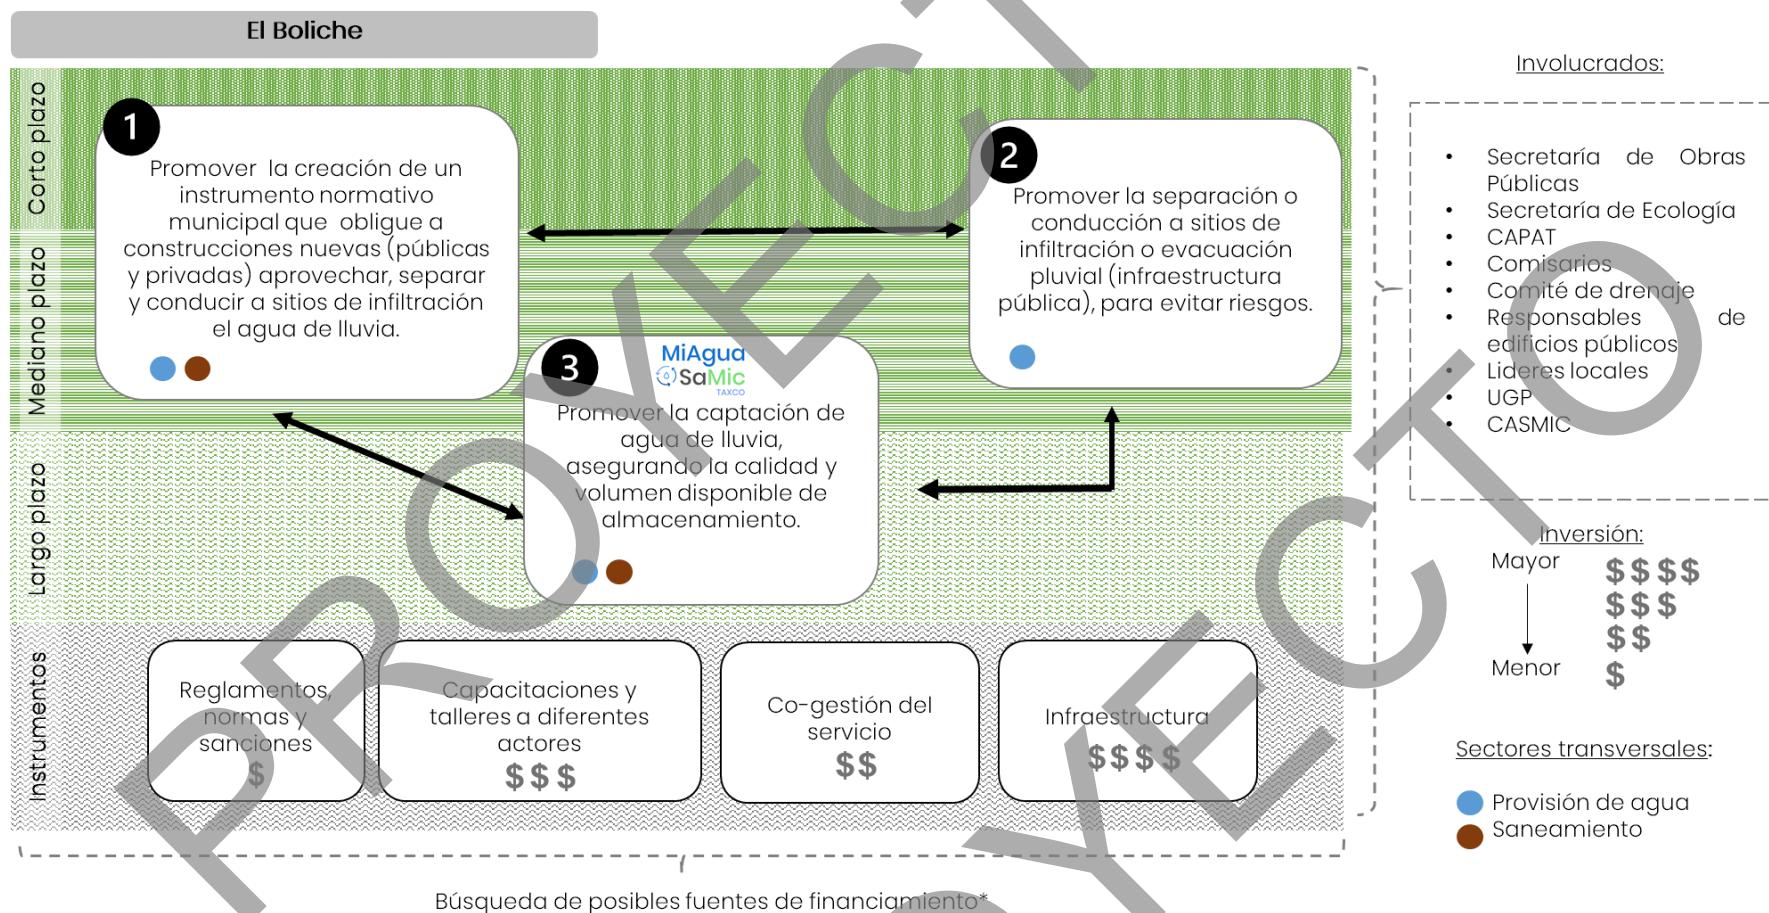 El Boliche
Corto plazo
Mediano plazo
Largo plazo
Instrumentos
1
Promover la creación de un
instrumento normativo
municipal que obligue a
construcciones nuevas (públicas
y privadas) aprovechar, separar
y conducir a sitios de infiltración
el agua de lluvia.
2
Promover la separación o
conducción a sitios de
infiltración o evacuación
pluvial (infraestructura
pública), para evitar riesgos.
3
MiAgua
SaMic
TAXCO
Promover la captación de
agua de lluvia,
asegurando la calidad y
volumen disponible de
almacenamiento.
Reglamentos,
normas y
sanciones
$
Capacitaciones y
talleres a diferentes
actores
$$$
Co-gestión del
servicio
$$
Infraestructura
$$$$
Búsqueda de posibles fuentes de financiamiento*
Involucrados:
• Secretaría de Obras
Públicas
• Secretaría de Ecología
• CAPAT
• Comisarios
• Comité de drenaje
• Responsables de
edificios públicos
• Lideres locales
• UGP
• CASMIC
Inversión:
Mayor
$$$$
$$$
$$
Menor
$
Sectores transversales:
Provisión de agua
Saneamiento
PROYECTO
PROYECTO